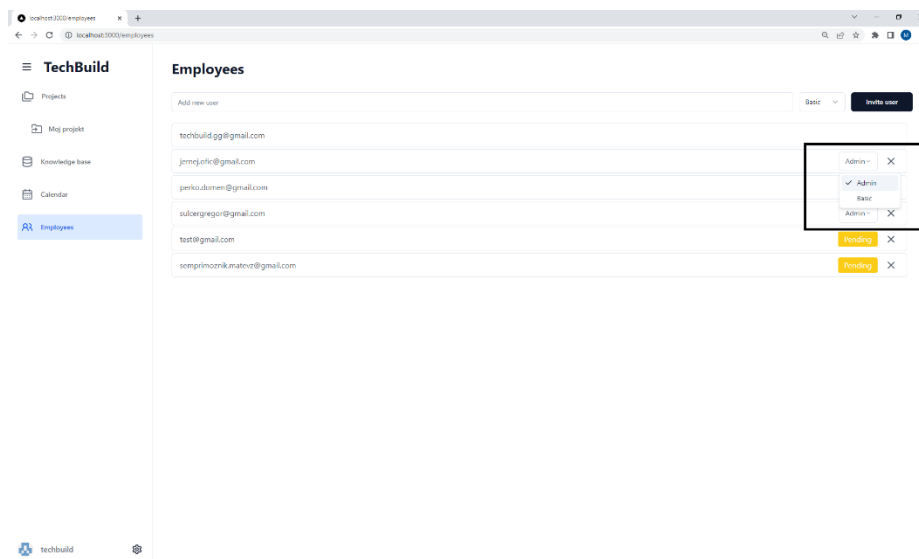 localhost:3000/employees
localhost:3000/employees
M
TechBuild
Employees
Projects
Add new user
Basic
Invite user
Moj projekt
techbuild.gg@gmail.com
Knowledge base
jernej.ofic@gmail.com
Admin
Calendar
perko.domen@gmail.com
Admin
Basic
sulcergregor@gmail.com
Admin
Employees
test@gmail.com
Pending
semprimoznik.matevz@gmail.com
Pending
techbuild